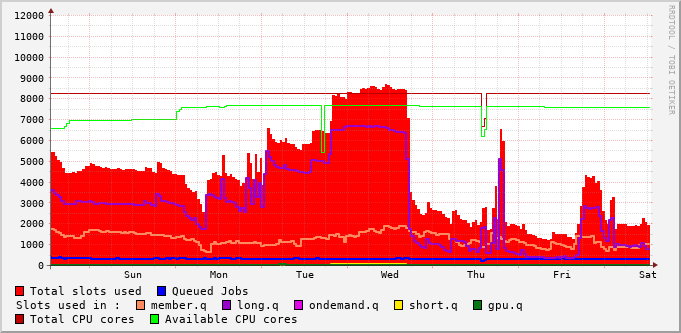 RRDTOOL / TOBI OETIKER
12000
11000
10000
9000
8000
7000
6000
5000
4000
3000
2000
1000
0
Sun Mon Tue Wed Thu Fri Sat
Total slots used Queued Jobs
Slots used in : member.q long.q ondemand.q short.q gpu.q
Total CPU cores Available CPU cores